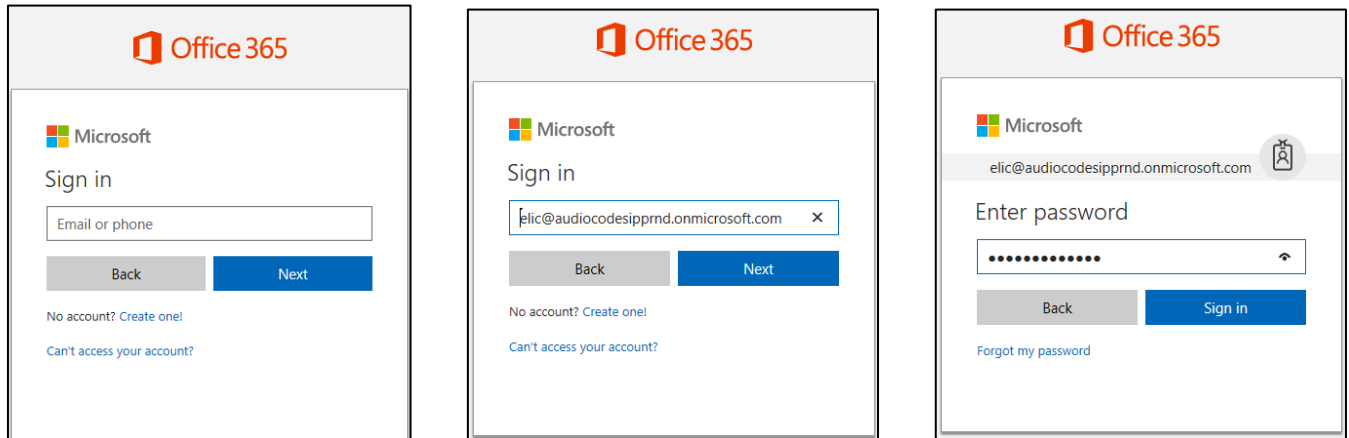 Office 365
Microsoft
Sign in
Email or phone
Back Next
No account? Create one!
Can't access your account?
Office 365
Microsoft
Sign in
elic@audiocodesipprnd.onmicrosoft.com
Back Next
No account? Create one!
Can't access your account?
Office 365
Microsoft
elic@audiocodesipprnd.onmicrosoft.com
Enter password
Back Sign in
Forgot my password